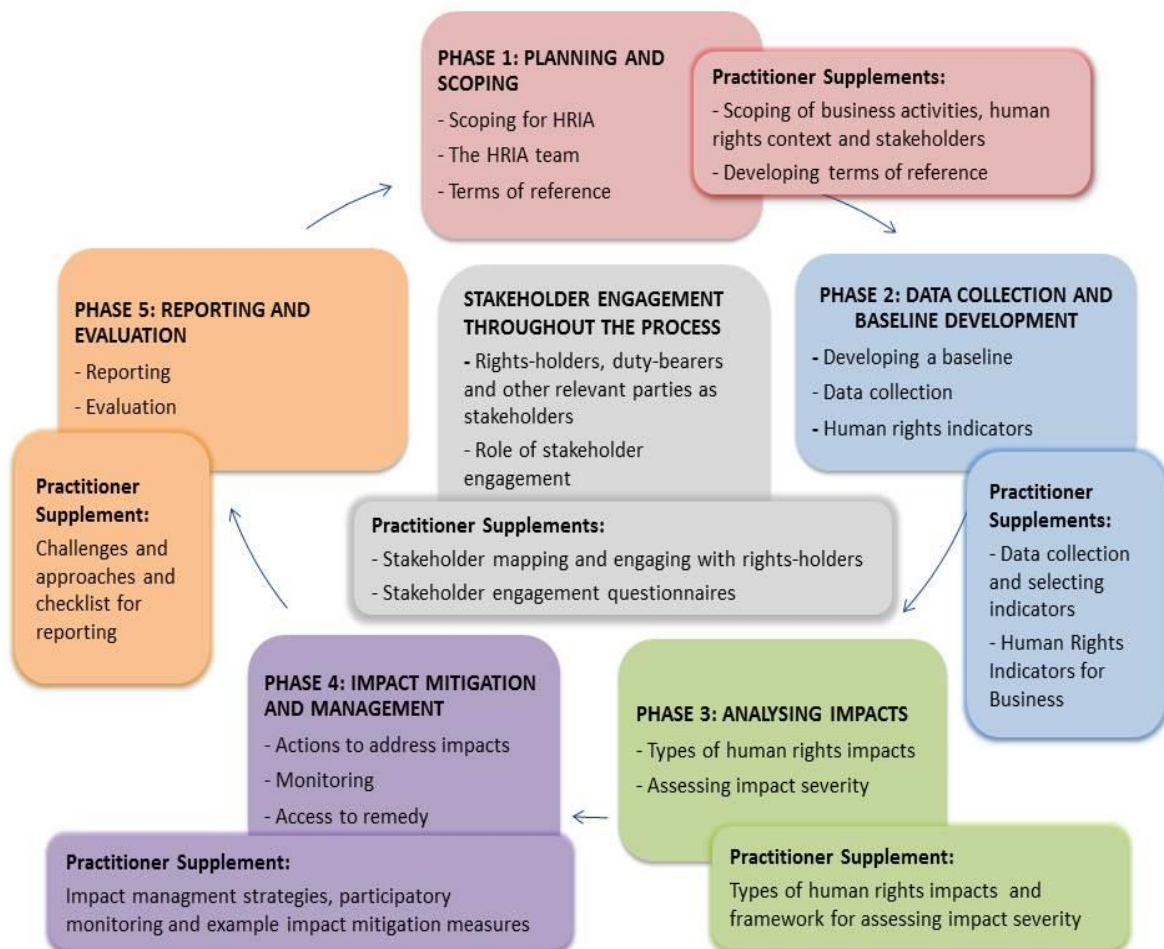 PHASE 1: PLANNING AND
SCOPING
- Scoping for HRIA
- The HRIA team
- Terms of reference
Practitioner Supplements:
- Scoping of business activities, human
rights context and stakeholders
- Developing terms of reference
PHASE 2: DATA COLLECTION AND
BASELINE DEVELOPMENT
- Developing a baseline
- Data collection
- Human rights indicators
Practitioner
Supplements:
- Data collection
and selecting
indicators
- Human Rights
Indicators for
Business
PHASE 3: ANALYSING IMPACTS
- Types of human rights impacts
- Assessing impact severity
Practitioner Supplement:
Types of human rights impacts and
framework for assessing impact severity
PHASE 4: IMPACT MITIGATION
AND MANAGEMENT
- Actions to address impacts
- Monitoring
- Access to remedy
Practitioner Supplement:
Impact managment strategies, participatory
monitoring and example impact mitigation measures
PHASE 5: REPORTING AND
EVALUATION
- Reporting
- Evaluation
Practitioner
Supplement:
Challenges and
approaches and
checklist for
reporting
STAKEHOLDER ENGAGEMENT
THROUGHOUT THE PROCESS
- Rights-holders, duty-bearers
and other relevant parties as
stakeholders
- Role of stakeholder
engagement
Practitioner Supplements:
- Stakeholder mapping and engaging with rights-holders
- Stakeholder engagement questionnaires